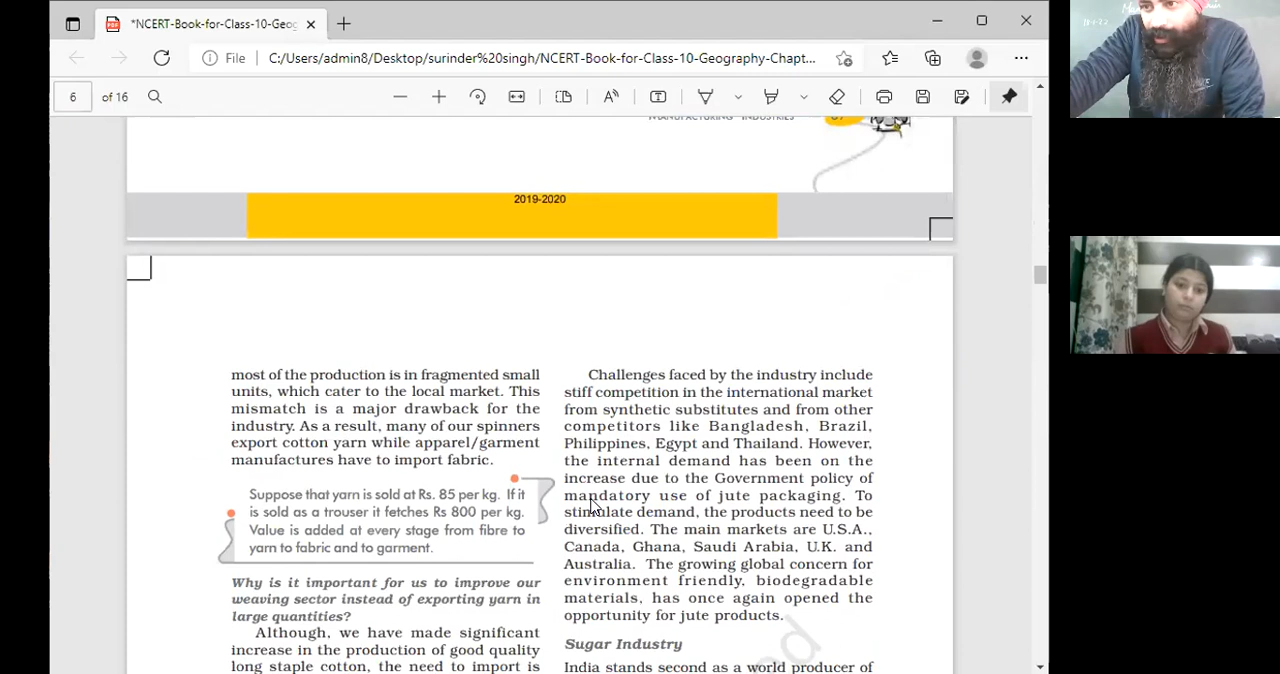 *NCERT-Book-for-Class-10-Geog
File
C:/Users/admin8/Desktop/surinder%20singh/NCERT-Book-for-Class-10-Geography-Chapt...
6
of 16
MANUFACTURING INDUSTRIES
67
2019-2020
most of the production is in fragmented small
units, which cater to the local market. This
mismatch is a major drawback for the
industry. As a result, many of our spinners
export cotton yarn while apparel/garment
manufactures have to import fabric.
Suppose that yarn is sold at Rs. 85 per kg. If it
is sold as a trouser it fetches Rs 800 per kg.
Value is added at every stage from fibre to
yarn to fabric and to garment.
Why is it important for us to improve our
weaving sector instead of exporting yarn in
large quantities?
Although, we have made significant
increase in the production of good quality
long staple cotton, the need to import is
Challenges faced by the industry include
stiff competition in the international market
from synthetic substitutes and from other
competitors like Bangladesh, Brazil,
Philippines, Egypt and Thailand. However,
the internal demand has been on the
increase due to the Government policy of
mandatory use of jute packaging. To
stimulate demand, the products need to be
diversified. The main markets are U.S.A.,
Canada, Ghana, Saudi Arabia, U.K. and
Australia. The growing global concern for
environment friendly, biodegradable
materials, has once again opened the
opportunity for jute products.
Sugar Industry
India stands second as a world producer of